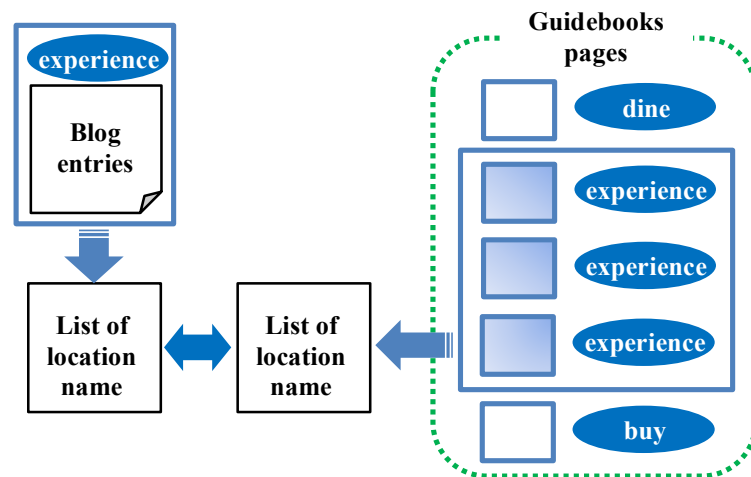 experience
Blog
entries
List of
location
name
List of
location
name
Guidebooks
pages
dine
experience
experience
experience
buy